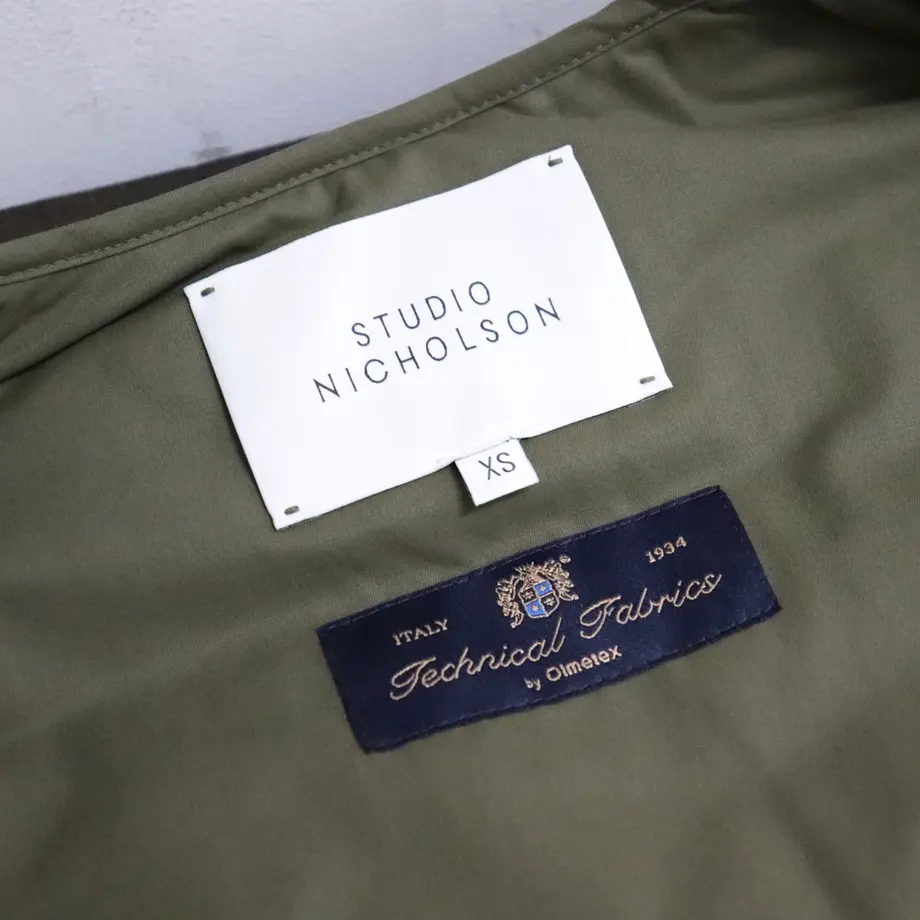 STUDIO
NICHOLSON
XS
ITALY
1934
Technical Fabrics
by Olmetex